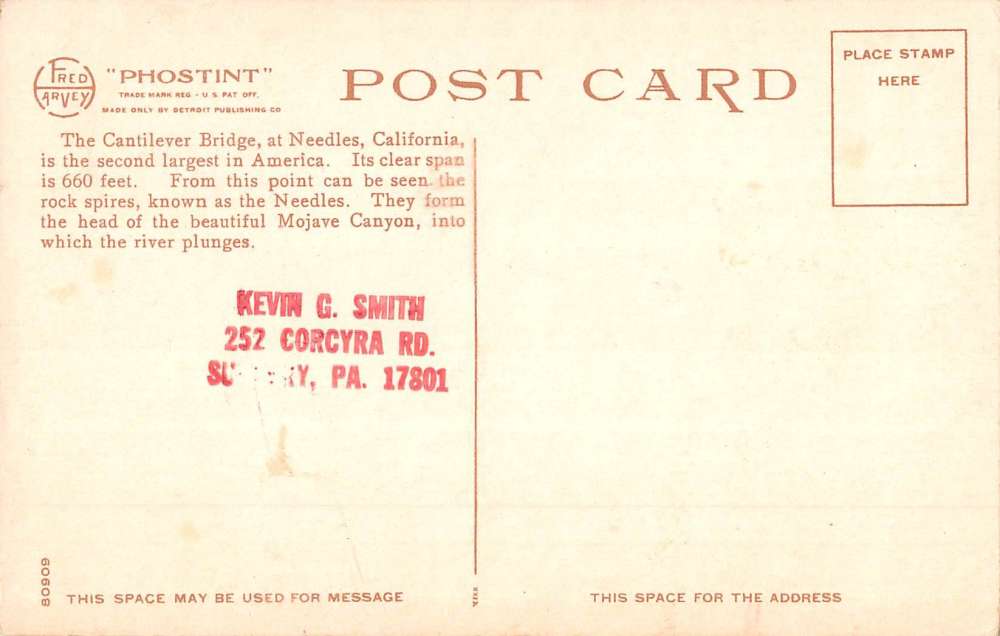 FRED HARVEY
"PHOSTINT"
TRADE MARK REG - U S PAT OFF.
MADE ONLY BY DETROIT PUBLISHING CO
POST CARD
PLACE STAMP
HERE
The Cantilever Bridge, at Needles, California,
is the second largest in America. Its clear span
is 660 feet. From this point can be seen the
rock spires, known as the Needles. They form
the head of the beautiful Mojave Canyon, into
which the river plunges.
KEVIN G. SMITH
252 CORCYRA RD.
PA. 17801
80909
THIS SPACE MAY BE USED FOR MESSAGE
THIS SPACE FOR THE ADDRESS